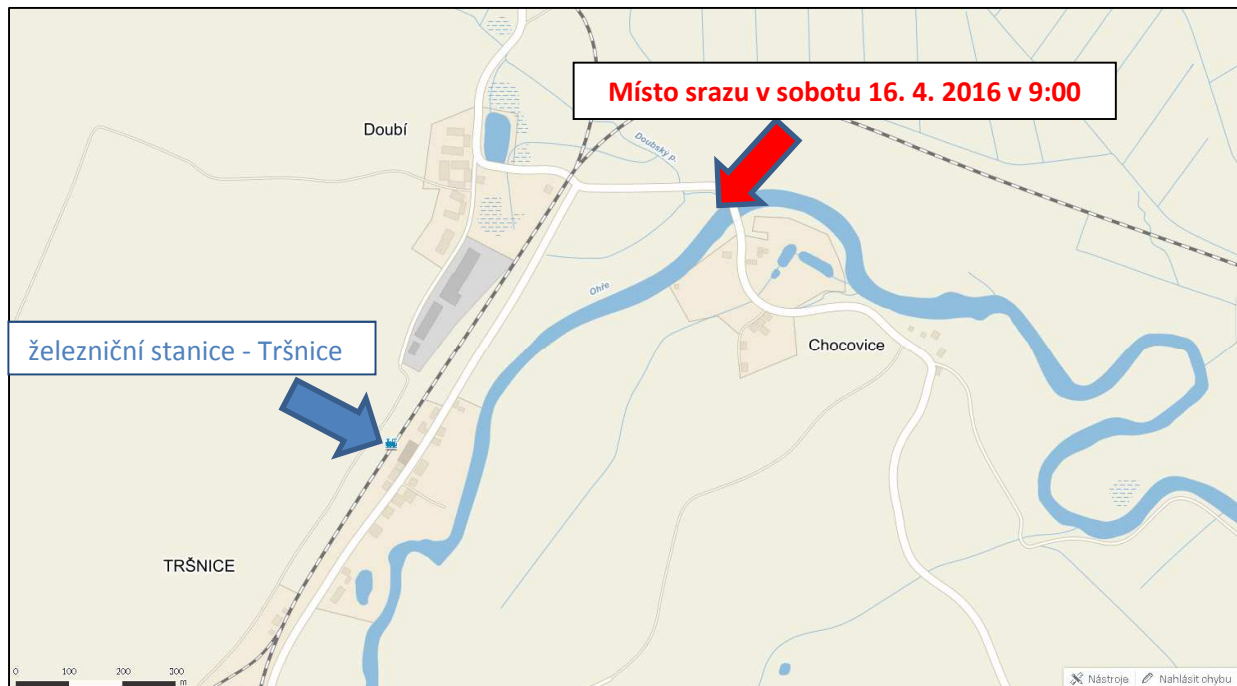 Místo srazu v sobotu 16. 4. 2016 v 9:00
Doubí
Doubský p.
Ohře
železniční stanice - Tršnice
Chocovice
TRŠNICE
0 100 200 300
m
Nástroje
Nahlásit chybu